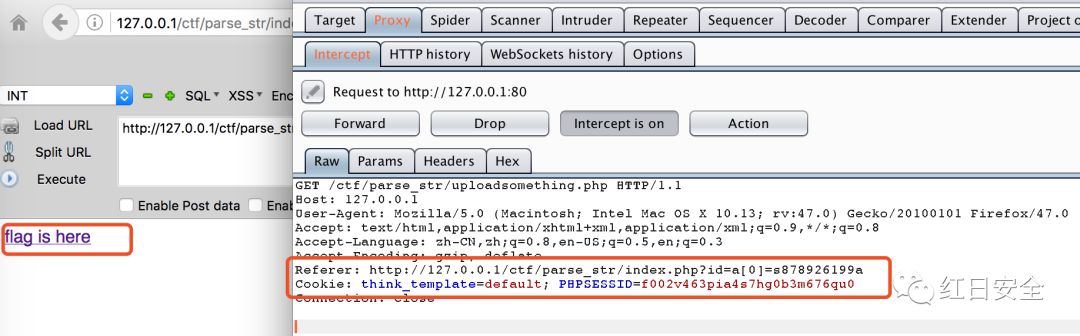 127.0.0.1/ctf/parse_str/ind
INT
SQL XSS Enc
Load URL
http://127.0.0.1/ctf/parse_str
Split URL
Execute
Enable Post data Enab
flag is here
Target Proxy Spider Scanner Intruder Repeater Sequencer Decoder Comparer Extender Project o
Intercept HTTP history WebSockets history Options
Request to http://127.0.0.1:80
Forward Drop Intercept is on Action
Raw Params Headers Hex
GET /ctf/parse_str/uploadsomething.php HTTP/1.1
Host: 127.0.0.1
User-Agent: Mozilla/5.0 (Macintosh; Intel Mac OS X 10.13; rv:47.0) Gecko/20100101 Firefox/47.0
Accept: text/html,application/xhtml+xml,application/xml;q=0.9,*/*;q=0.8
Accept-Language: zh-CN,zh;q=0.8,en-US;q=0.5,en;q=0.3
Accept-Encoding: gzip, deflate
Referer: http://127.0.0.1/ctf/parse_str/index.php?id=a[0]=s878926199a
Cookie: think_template=default; PHPSESSID=f002v463pia4s7hg0b3m676qu0
Connection: close
红日安全